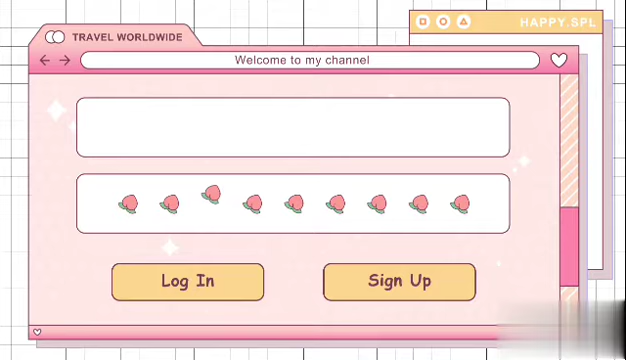 HAPPY.SPL
TRAVEL WORLDWIDE
Welcome to my channel
Log In
Sign Up